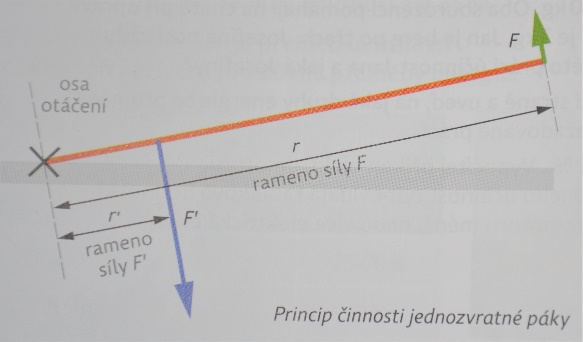 F
osa
otáčení
r
rameno síly F
r'
F'
rameno
síly F'
Princip činnosti jednozvratné páky